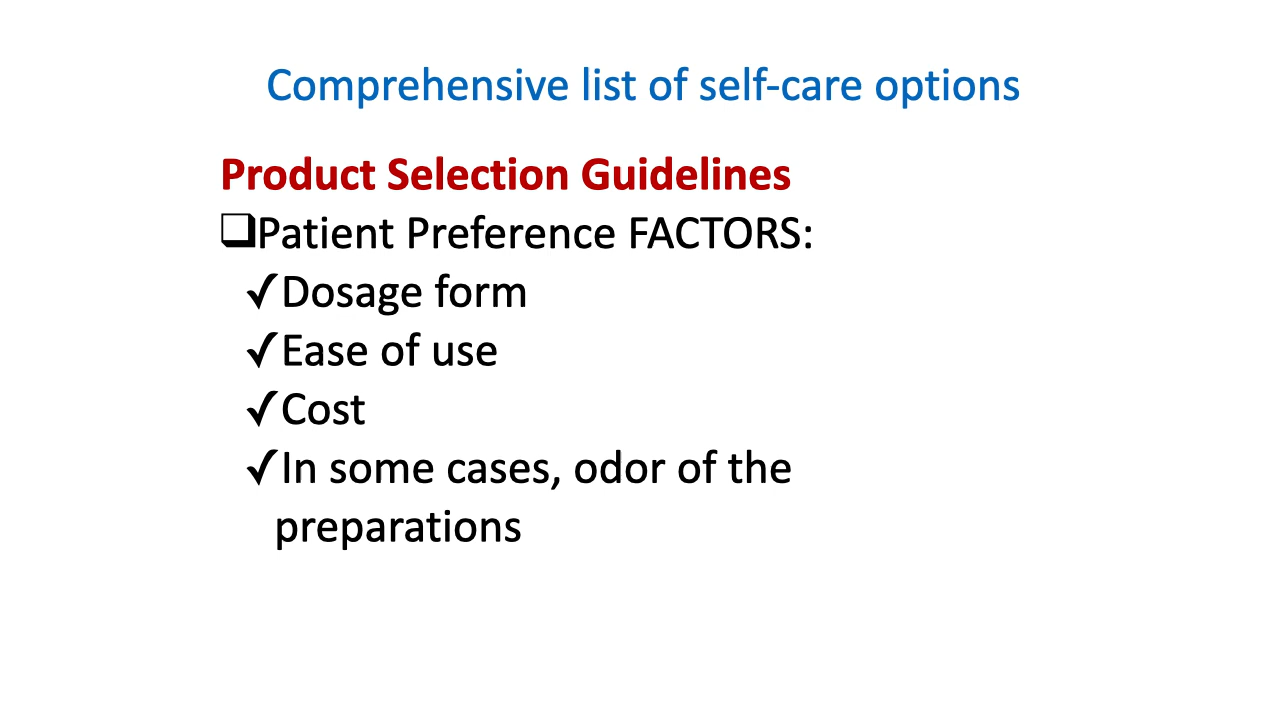 Comprehensive list of self-care options
Product Selection Guidelines
❑Patient Preference FACTORS:
✓Dosage form
✓Ease of use
✓Cost
✓In some cases, odor of the
preparations